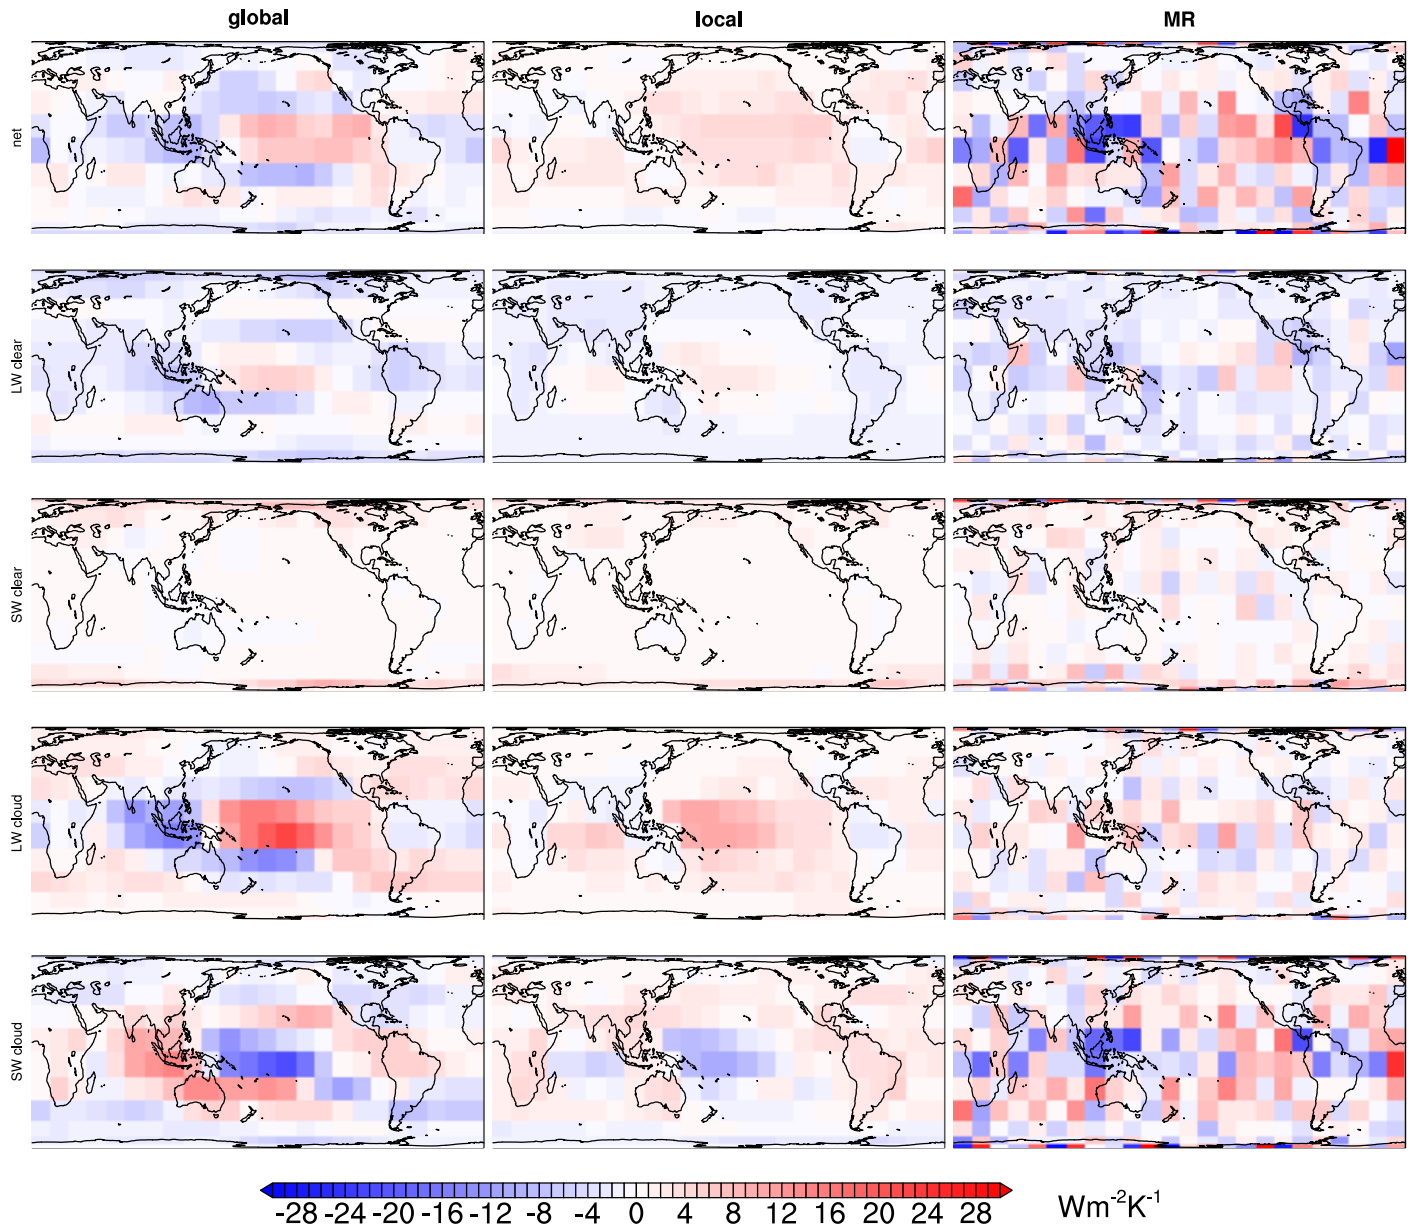 global local MR
net
LW clear
SW clear
LW cloud
SW cloud
-28 -24 -20 -16 -12 -8 -4 0 4 8 12 16 20 24 28 Wm⁻²K⁻¹